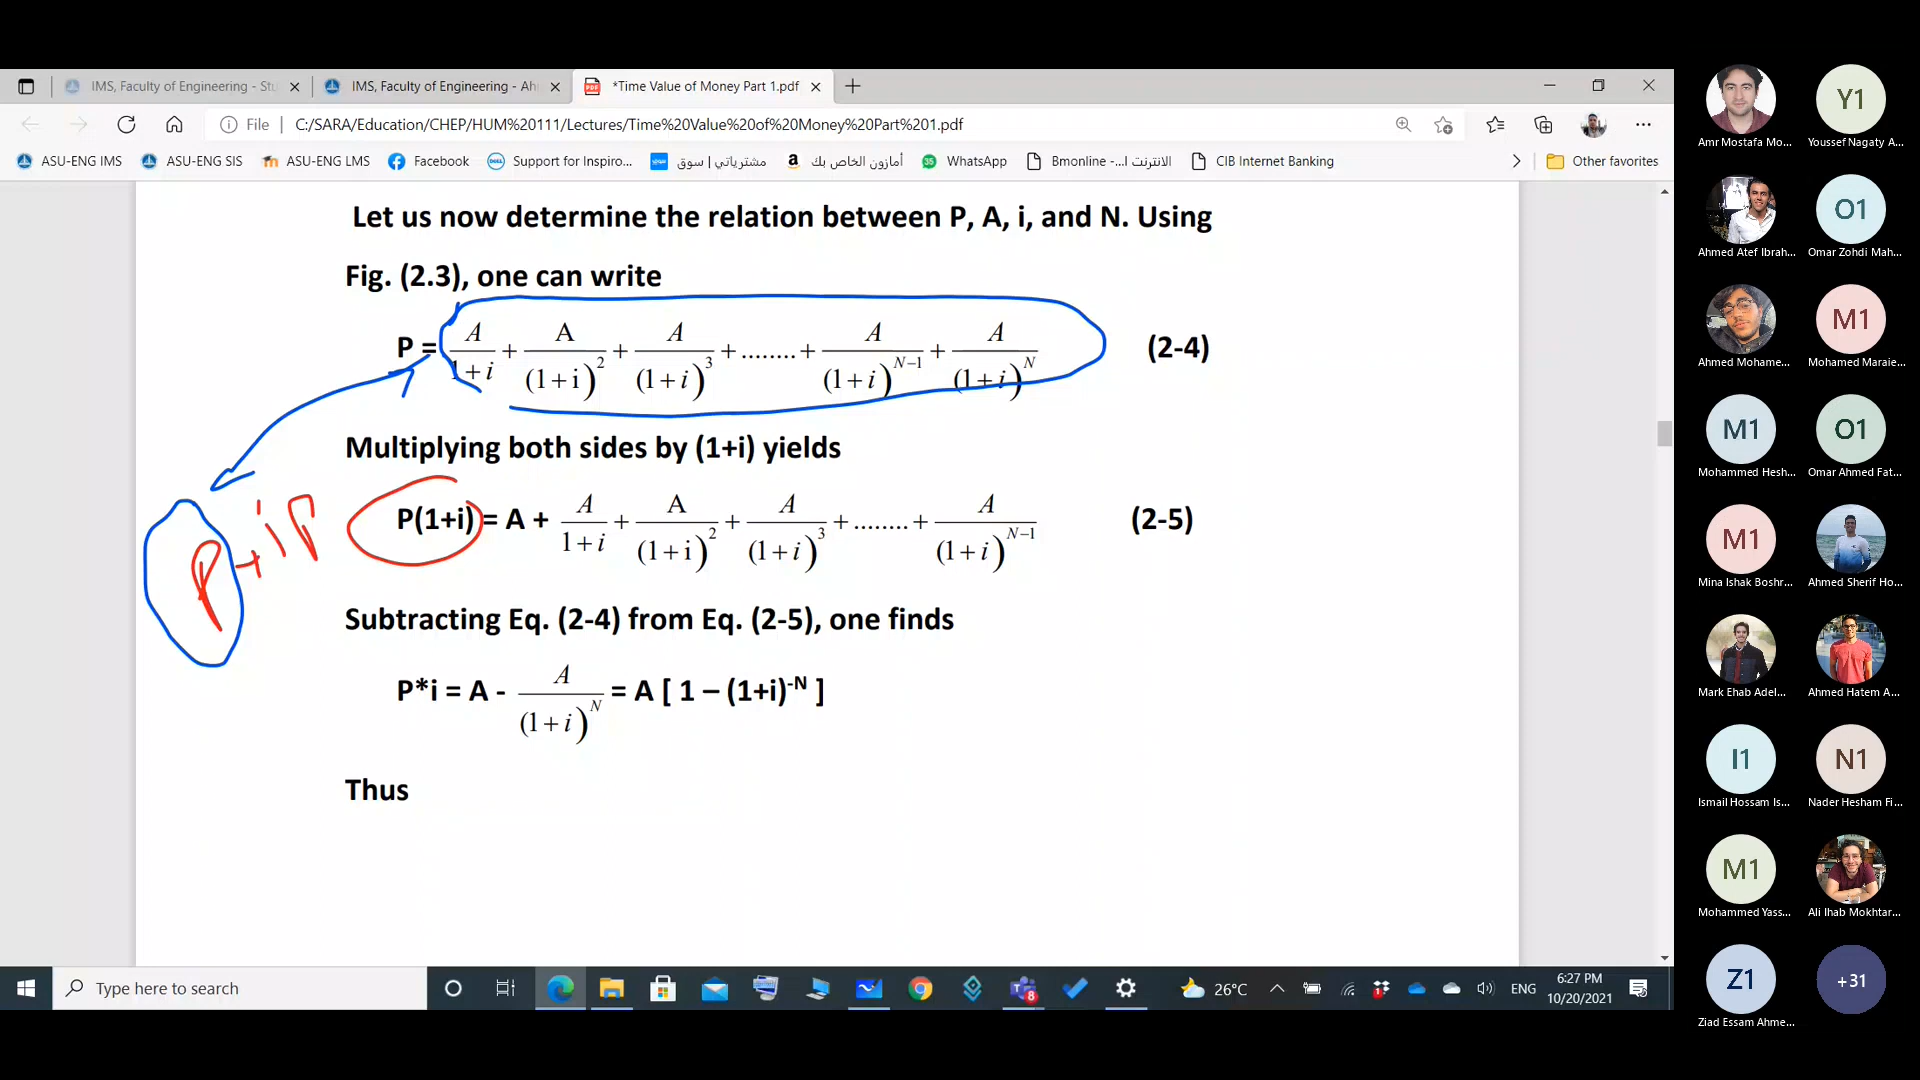 IMS, Faculty of Engineering - Stu
IMS, Faculty of Engineering - Ah
*Time Value of Money Part 1.pdf
File | C:/SARA/Education/CHEP/HUM%20111/Lectures/Time%20Value%20of%20Money%20Part%201.pdf
ASU-ENG IMS ASU-ENG SIS ASU-ENG LMS Facebook Support for Inspiro... مشترياتي | سوق أمازون الخاص بك WhatsApp Bmonline -...الانترنت ا CIB Internet Banking Other favorites
Let us now determine the relation between P, A, i, and N. Using
Fig. (2.3), one can write
P = A/(1+i) + A/(1+i)^2 + A/(1+i)^3 + ........ + A/(1+i)^(N-1) + A/(1+i)^N (2-4)
Multiplying both sides by (1+i) yields
P+iP
P(1+i) = A + A/(1+i) + A/(1+i)^2 + A/(1+i)^3 + ........ + A/(1+i)^(N-1) (2-5)
Subtracting Eq. (2-4) from Eq. (2-5), one finds
P*i = A - A/(1+i)^N = A [ 1 – (1+i)^-N ]
Thus
Type here to search
8
1
26°C
ENG
6:27 PM
10/20/2021
Amr Mostafa Mo...
Y1
Youssef Nagaty A...
Ahmed Atef Ibrah...
O1
Omar Zohdi Mah...
Ahmed Mohame...
M1
Mohamed Maraie...
M1
Mohammed Hesh...
O1
Omar Ahmed Fat...
M1
Mina Ishak Boshr...
Ahmed Sherif Ho...
Mark Ehab Adel...
Ahmed Hatem A...
I1
Ismail Hossam Is...
N1
Nader Hesham Fi...
M1
Mohammed Yass...
Ali Ihab Mokhtar...
Z1
Ziad Essam Ahme...
+31